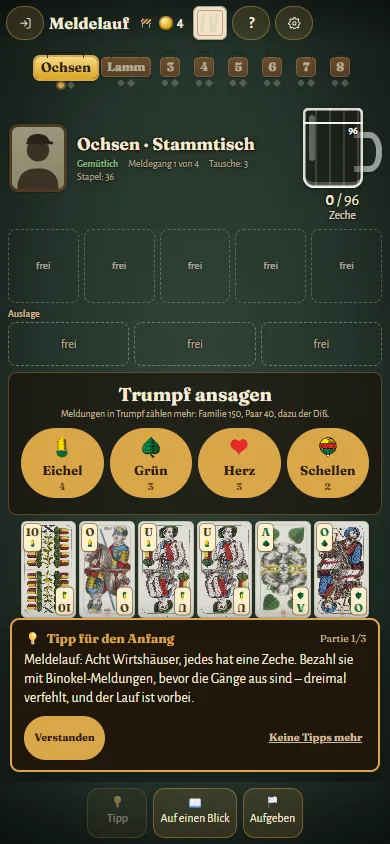 Meldelauf 4 ?
Ochsen Lamm 3 4 5 6 7 8
Ochsen · Stammtisch
Gemütlich Meldegang 1 von 4 Tausche: 3
Stapel: 36
96
0 / 96
Zeche
frei frei frei frei frei
Auslage
frei frei frei
Trumpf ansagen
Meldungen in Trumpf zählen mehr: Familie 150, Paar 40, dazu der Diß.
Eichel Grün Herz Schellen
4 3 3 2
10 O U U A O
10 O U U A O
Tipp für den Anfang Partie 1/3
Meldelauf: Acht Wirtshäuser, jedes hat eine Zeche. Bezahl sie
mit Binokel-Meldungen, bevor die Gänge aus sind – dreimal
verfehlt, und der Lauf ist vorbei.
Verstanden Keine Tipps mehr
Tipp Auf einen Blick Aufgeben